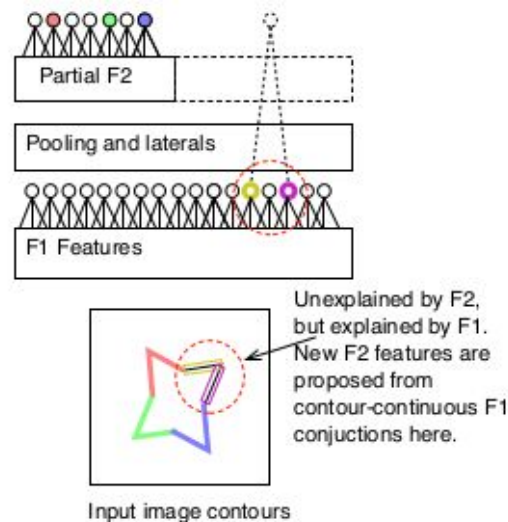 Partial F2
Pooling and laterals
F1 Features
Unexplained by F2,
but explained by F1.
New F2 features are
proposed from
contour-continuous F1
conjuctions here.
Input image contours